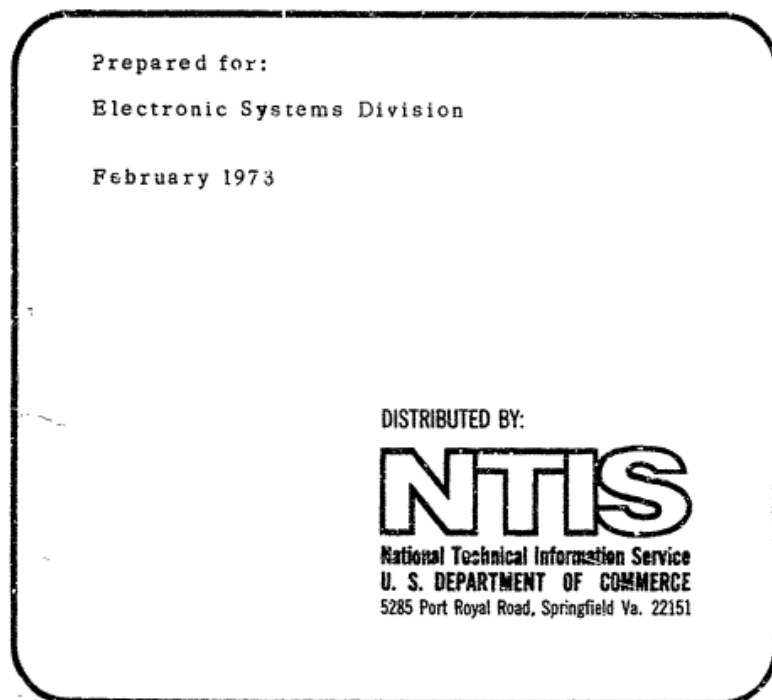 Prepared for:
Electronic Systems Division
February 1973
DISTRIBUTED BY:
NTIS
National Technical Information Service
U. S. DEPARTMENT OF COMMERCE
5285 Port Royal Road, Springfield Va. 22151